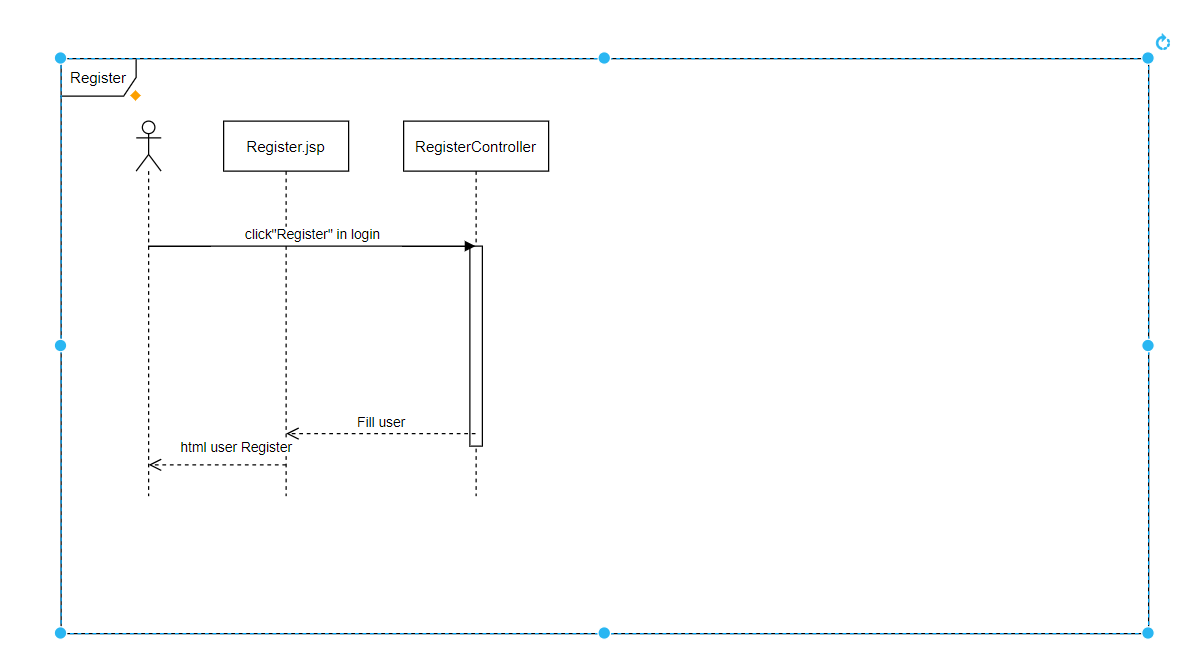 Register
Register.jsp
RegisterController
click"Register" in login
Fill user
html user Register